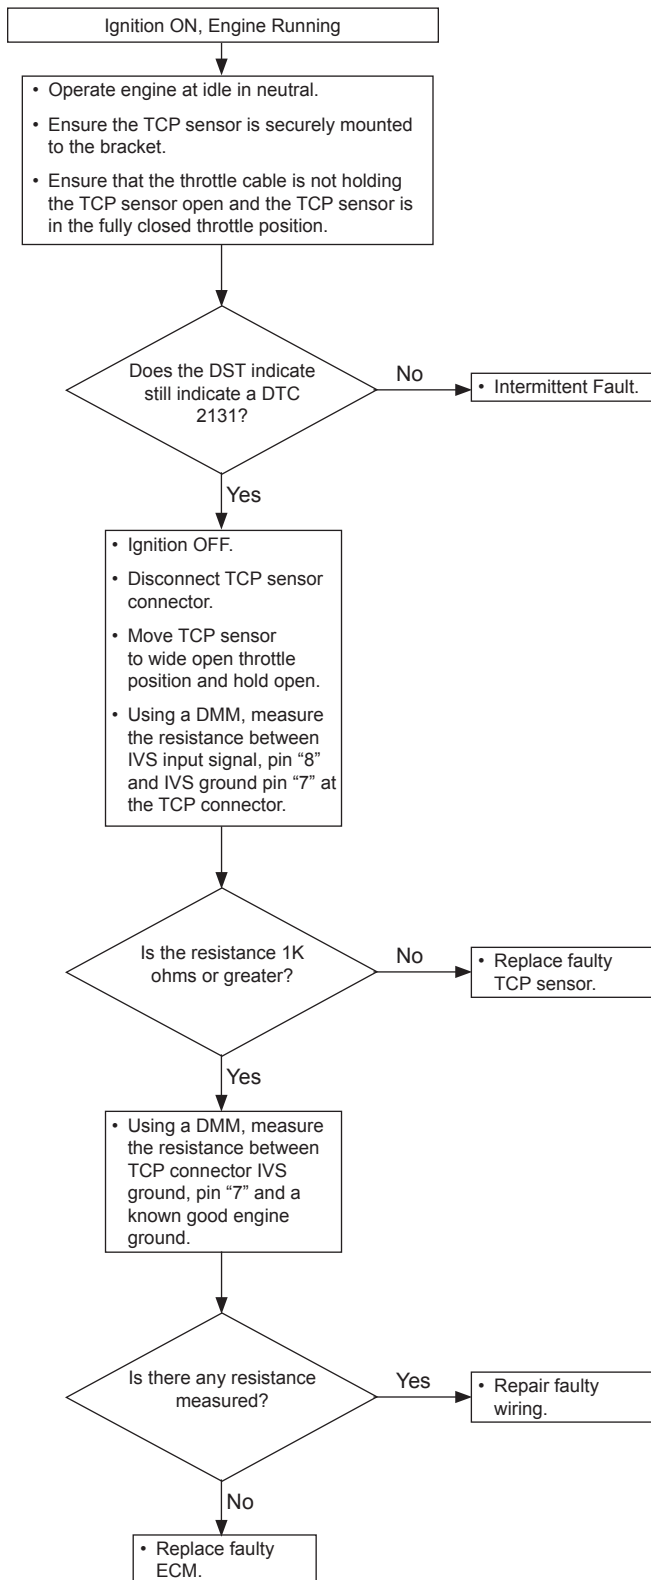 Ignition ON, Engine Running
• Operate engine at idle in neutral.
• Ensure the TCP sensor is securely mounted
to the bracket.
• Ensure that the throttle cable is not holding
the TCP sensor open and the TCP sensor is
in the fully closed throttle position.
Does the DST indicate
still indicate a DTC
2131?
No
• Intermittent Fault.
Yes
• Ignition OFF.
• Disconnect TCP sensor
connector.
• Move TCP sensor
to wide open throttle
position and hold open.
• Using a DMM, measure
the resistance between
IVS input signal, pin “8”
and IVS ground pin “7” at
the TCP connector.
Is the resistance 1K
ohms or greater?
No
• Replace faulty
TCP sensor.
Yes
• Using a DMM, measure
the resistance between
TCP connector IVS
ground, pin “7” and a
known good engine
ground.
Is there any resistance
measured?
Yes
• Repair faulty
wiring.
No
• Replace faulty
ECM.